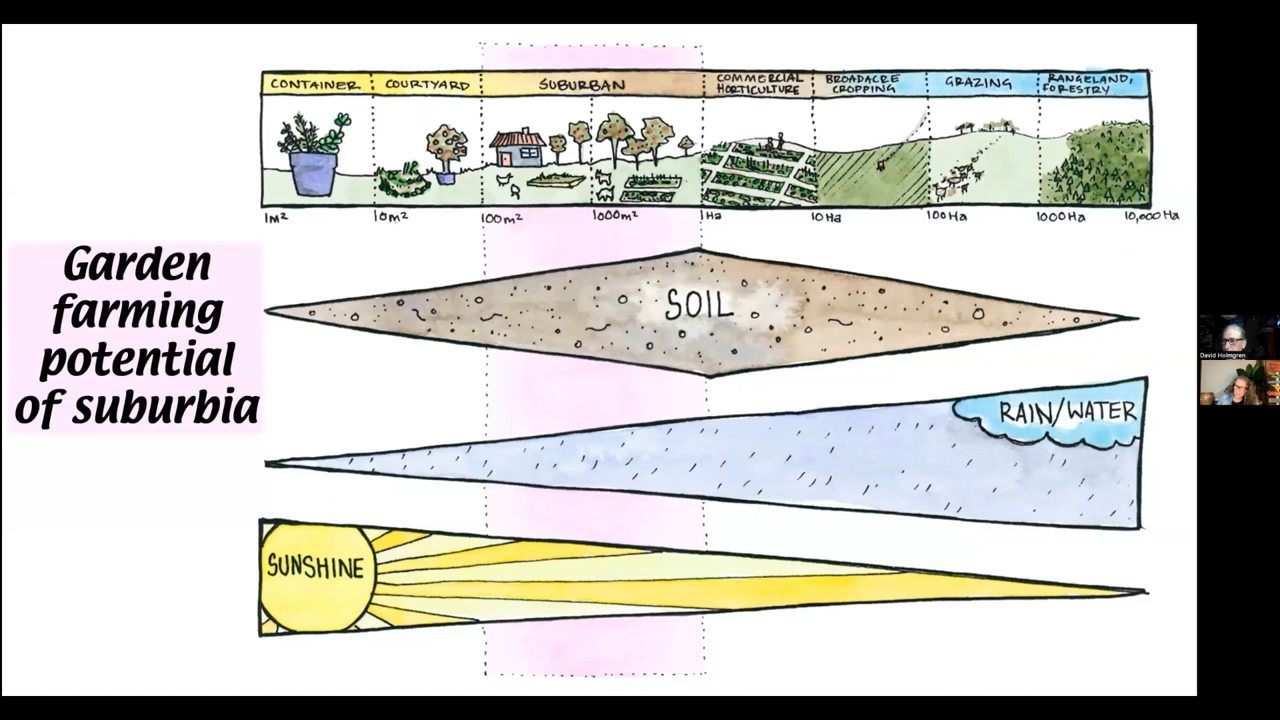 CONTAINER COURTYARD SUBURBAN COMMERCIAL HORTICULTURE BROADACRE CROPPING GRAZING RANGELAND, FORESTRY
1m² 10m² 100m² 1000m² 1Ha 10Ha 100Ha 1000Ha 10,000Ha
Garden
farming
potential
of suburbia
SOIL
RAIN/WATER
SUNSHINE
David Holmgren